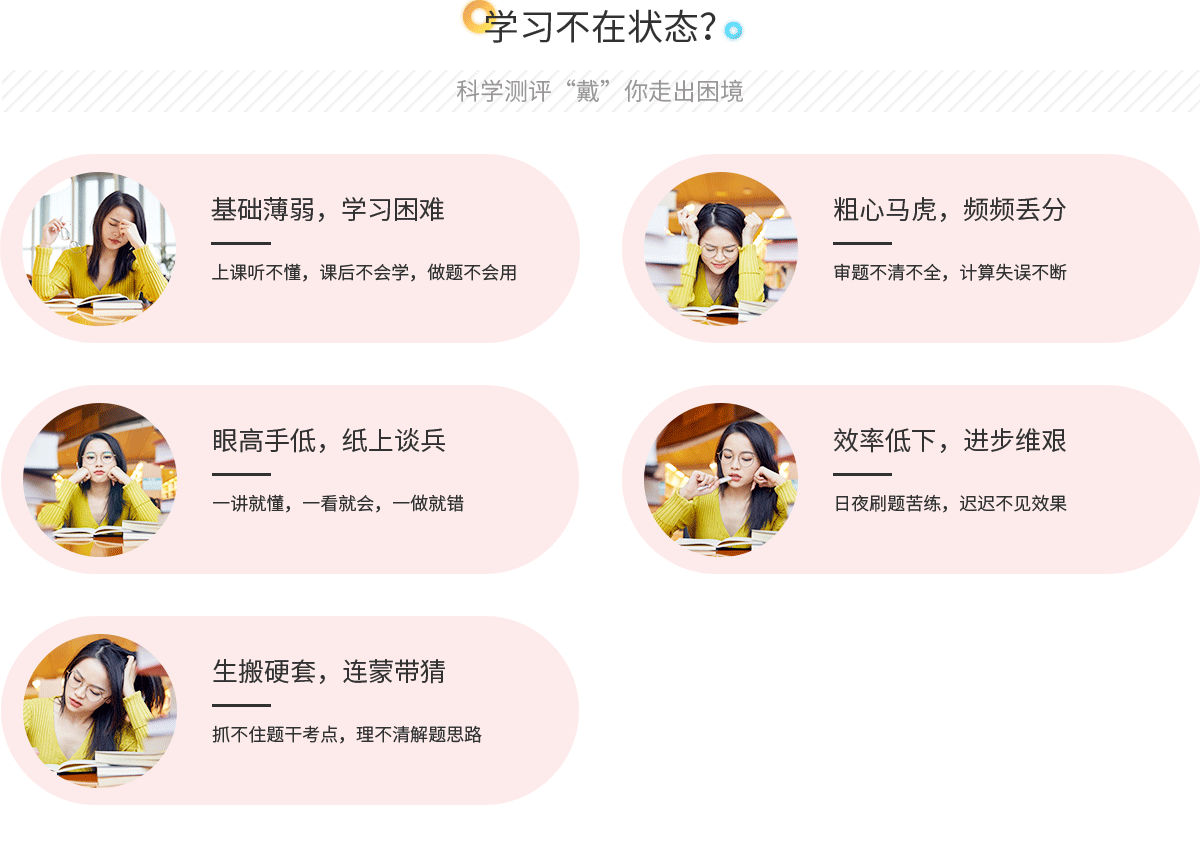 学习不在状态?
科学测评“戴”你走出困境
基础薄弱，学习困难
上课听不懂，课后不会学，做题不会用
粗心马虎，频频丢分
审题不清不全，计算失误不断
眼高手低，纸上谈兵
一讲就懂，一看就会，一做就错
效率低下，进步维艰
日夜刷题苦练，迟迟不见效果
生搬硬套，连蒙带猜
抓不住题干考点，理不清解题思路